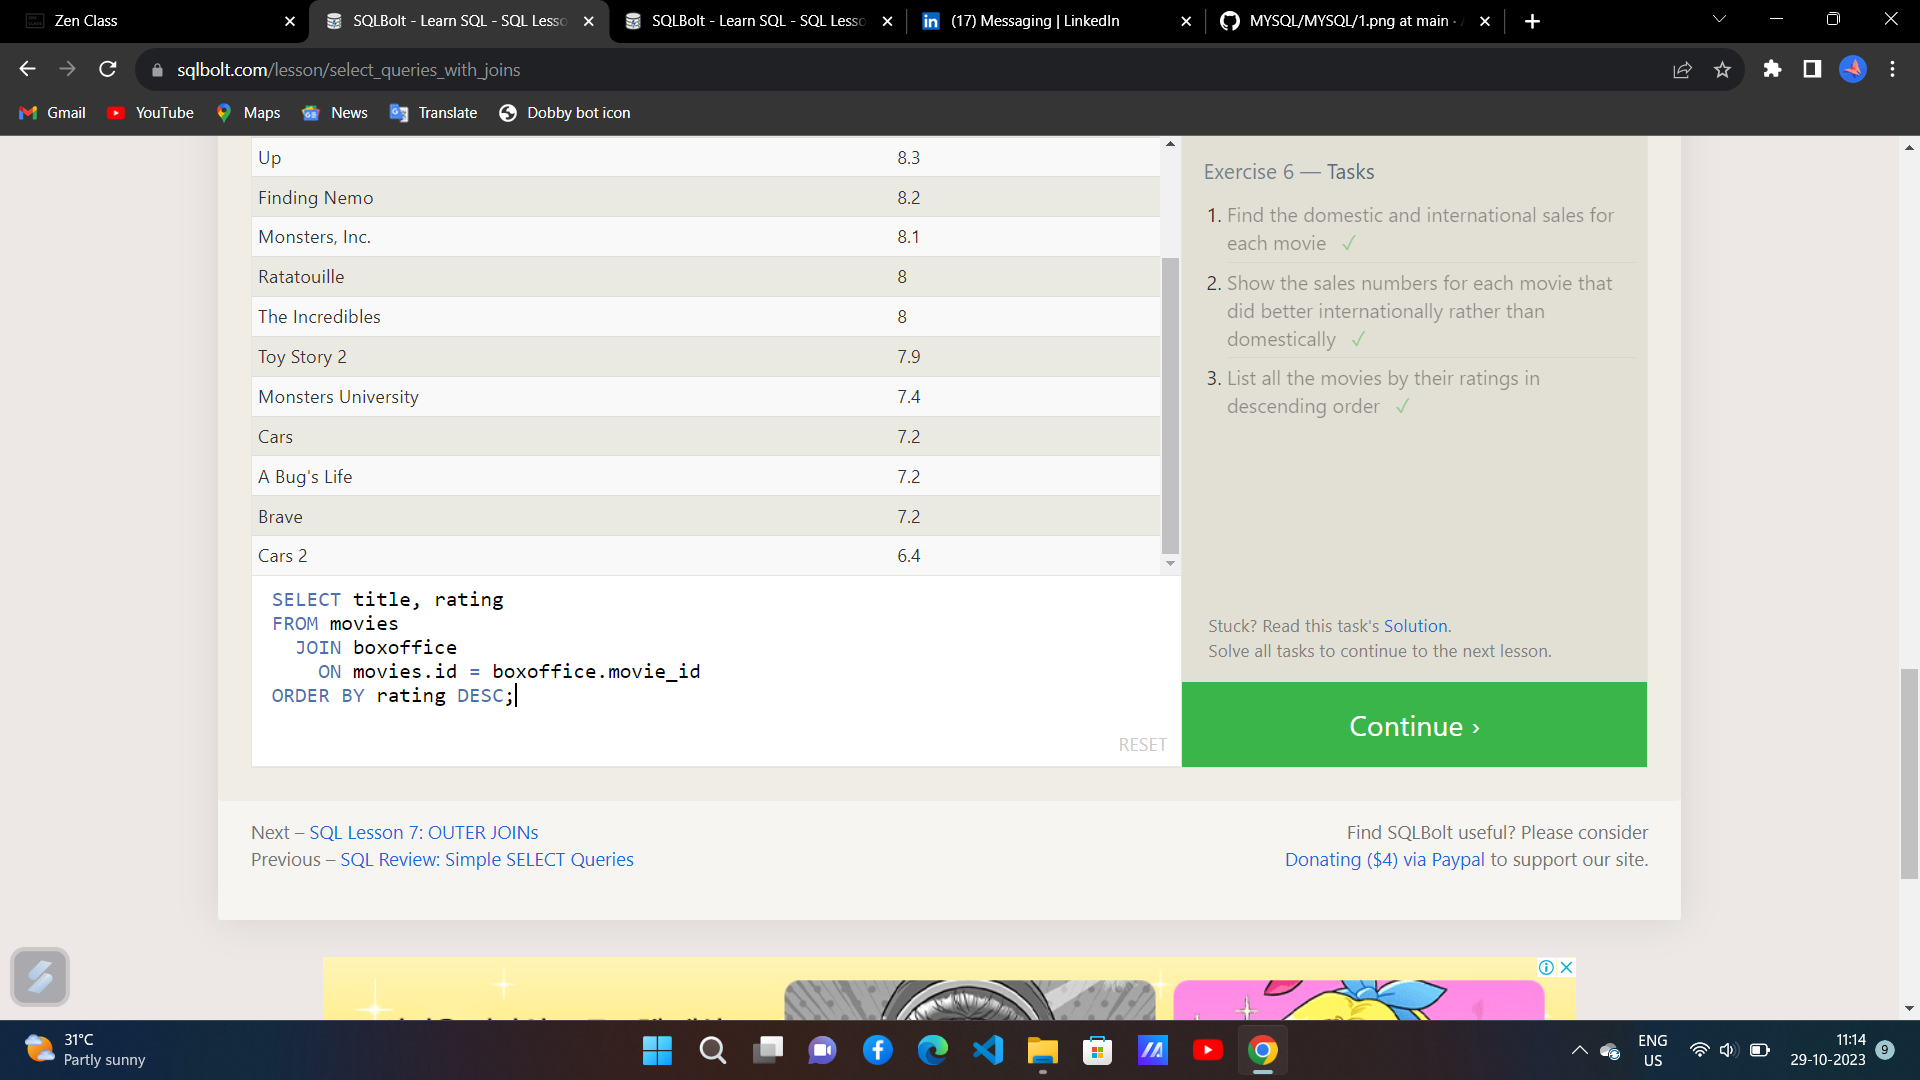 Zen Class
SQLBolt - Learn SQL - SQL Lesso
SQLBolt - Learn SQL - SQL Lesso
(17) Messaging | LinkedIn
MYSQL/MYSQL/1.png at main ·
sqlbolt.com/lesson/select_queries_with_joins
Gmail
YouTube
Maps
News
Translate
Dobby bot icon
Up 8.3
Finding Nemo 8.2
Monsters, Inc. 8.1
Ratatouille 8
The Incredibles 8
Toy Story 2 7.9
Monsters University 7.4
Cars 7.2
A Bug's Life 7.2
Brave 7.2
Cars 2 6.4
SELECT title, rating
FROM movies
JOIN boxoffice
ON movies.id = boxoffice.movie_id
ORDER BY rating DESC;
RESET
Exercise 6 — Tasks
1. Find the domestic and international sales for
each movie ✓
2. Show the sales numbers for each movie that
did better internationally rather than
domestically ✓
3. List all the movies by their ratings in
descending order ✓
Stuck? Read this task's Solution.
Solve all tasks to continue to the next lesson.
Continue ›
Next – SQL Lesson 7: OUTER JOINs
Previous – SQL Review: Simple SELECT Queries
Find SQLBolt useful? Please consider
Donating ($4) via Paypal to support our site.
31°C
Partly sunny
ENG
US
11:14
29-10-2023
9